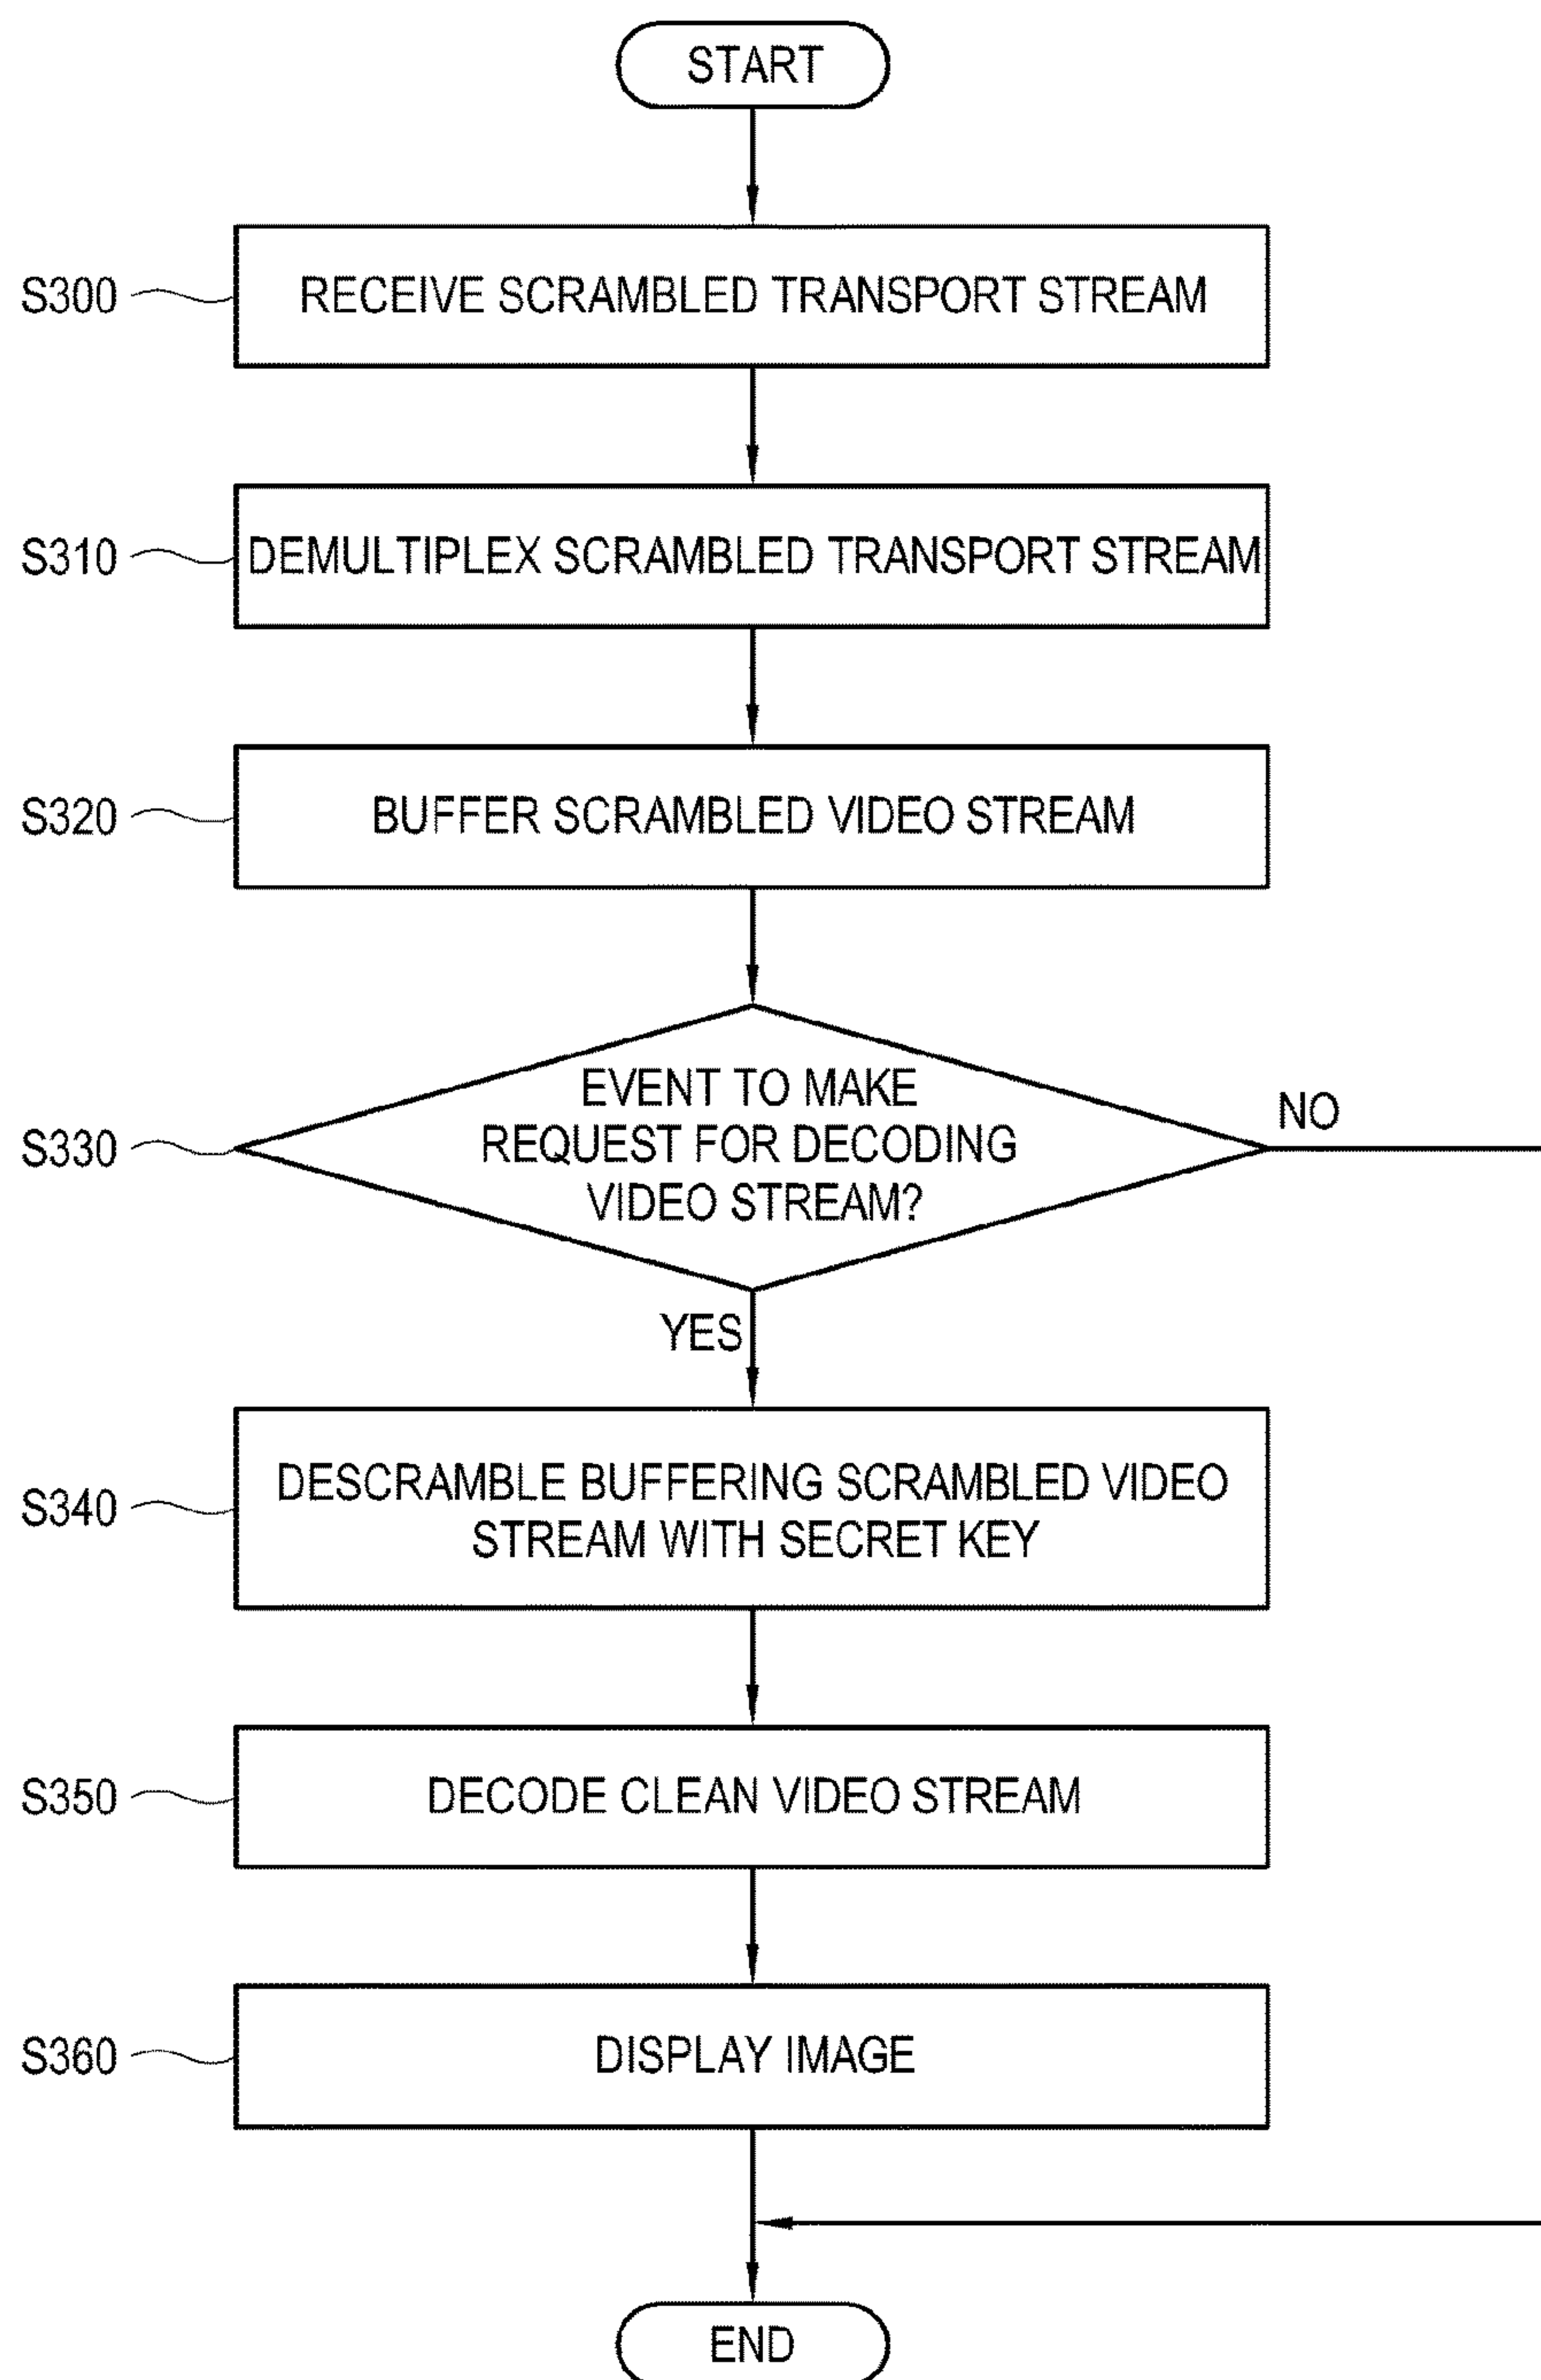 START
S300
RECEIVE SCRAMBLED TRANSPORT STREAM
S310
DEMULTIPLEX SCRAMBLED TRANSPORT STREAM
S320
BUFFER SCRAMBLED VIDEO STREAM
S330
EVENT TO MAKE
REQUEST FOR DECODING
VIDEO STREAM?
NO
YES
S340
DESCRAMBLE BUFFERING SCRAMBLED VIDEO
STREAM WITH SECRET KEY
S350
DECODE CLEAN VIDEO STREAM
S360
DISPLAY IMAGE
END